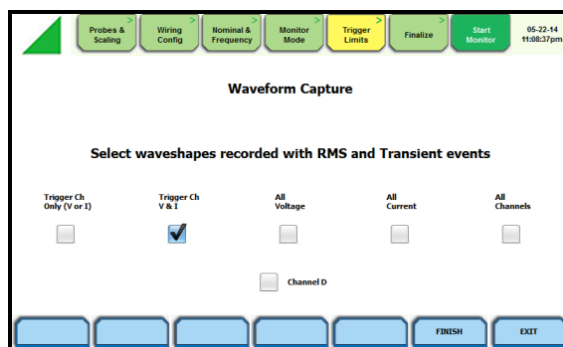 Probes &
Scaling
Wiring
Config
Nominal &
Frequency
Monitor
Mode
Trigger
Limits
Finalize
Start
Monitor
05-22-14
11:08:37pm
Waveform Capture
Select waveshapes recorded with RMS and Transient events
Trigger Ch
Only (V or I)
Trigger Ch
V & I
All
Voltage
All
Current
All
Channels
Channel D
FINISH
EXIT